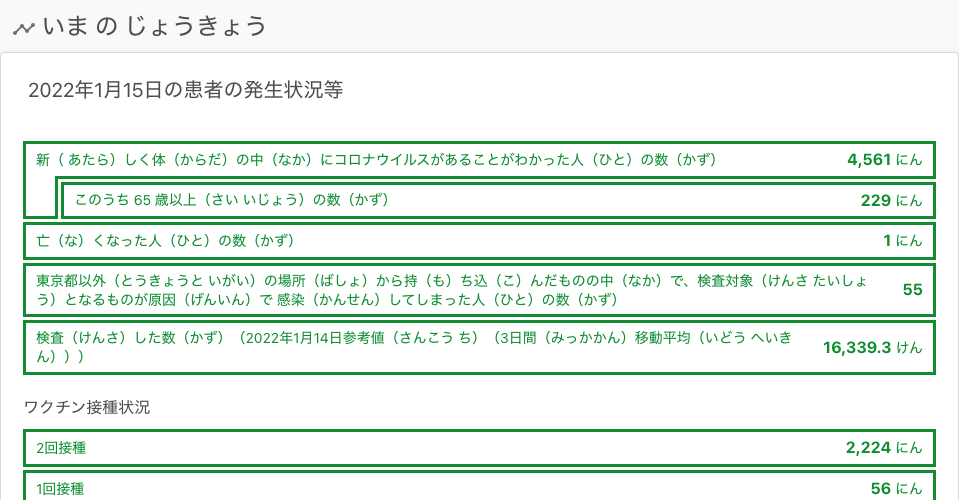 いま の じょうきょう
2022年1月15日の患者の発生状況等
新（ あたら）しく体（からだ）の中（なか）にコロナウイルスがあることがわかった人（ひと）の数（かず） 4,561 にん
このうち 65 歳以上（さい いじょう）の数（かず） 229 にん
亡（な）くなった人（ひと）の数（かず） 1 にん
東京都以外（とうきょうと いがい）の場所（ばしょ）から持（も）ち込（こ）んだものの中（なか）で、検査対象（けんさ たいしょ
う）となるものが原因（げんいん）で 感染（かんせん）してしまった人（ひと）の数（かず） 55
検査（けんさ）した数（かず）（2022年1月14日参考値（さんこう ち）（3日間（みっかかん）移動平均（いどう へいき
ん））） 16,339.3 けん
ワクチン接種状況
2回接種 2,224 にん
1回接種 56 にん